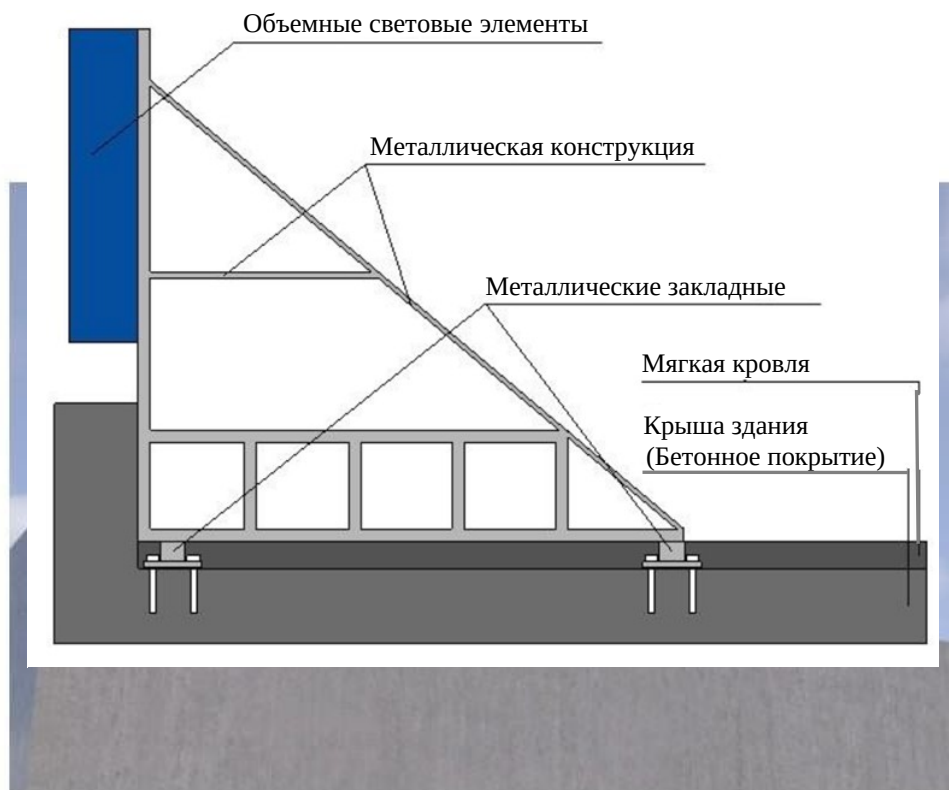 Объемные световые элементы
Металлическая конструкция
Металлические закладные
Мягкая кровля
Крыша здания
(Бетонное покрытие)